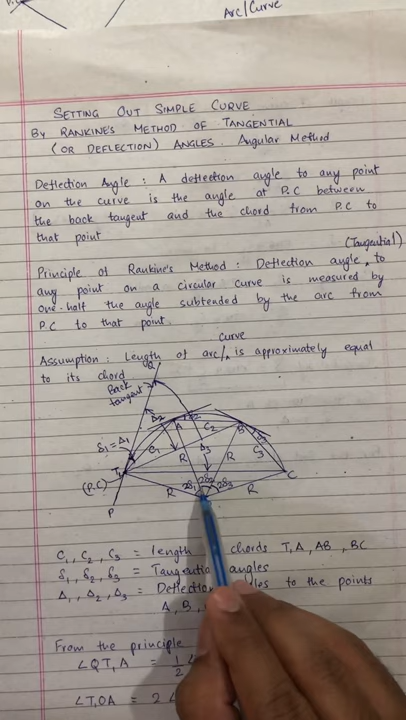 Arc/Curve
SETTING OUT SIMPLE CURVE
BY RANKINE'S METHOD OF TANGENTIAL
(OR DEFLECTION) ANGLES. Angular Method
Deflection Angle : A deflection angle to any point
on the curve is the angle at P.C between
the back tangent and the chord from P.C to
that point
(Tangential)
Principle of Rankine's Method : Deflection angle, to
any point on a circular curve is measured by
one-half the angle subtended by the arc from
P.C to that point.
curve
Assumption : Length of arc/ is approximately equal
to its chord
Q
Back
tangent
Δ2
A
B
δ1=Δ1
C1
C2
C3
Δ3
T1
(P.C)
R
R
R
R
C
2δ1
2δ2
2δ3
P
C1, C2, C3 = length chords T1A, AB, BC
δ1, δ2, δ3 = Tangential angles
Δ1, Δ2, Δ3 = Deflection to the points
A, B,
From the principle
∠QT1A = 1/2
∠T1OA = 2